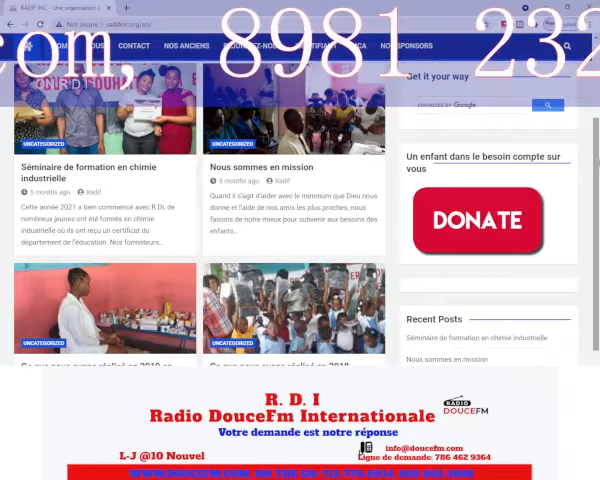 RADIF INC – Une organisation à
Not secure | radifinc.org/en/
com, 8981 232
CONTACT NOS ANCIENS NOS SPONSORS
Get it your way
Google
UNCATEGORIZED
UNCATEGORIZED
Séminaire de formation en chimie
industrielle
5 months ago Radif
Cette année 2021 a bien commencé avec R DI, de
nombreux jeunes ont été formés en chimie
industrielle où ils ont reçu un certificat du
département de l'éducation. Nos formateurs...
Nous sommes en mission
5 months ago Radif
Quand il s'agit d'aider avec le minimum que Dieu nous
donne et l'aide de nos amis les plus proches, nous
faisons de notre mieux pour subvenir aux besoins des
enfants...
Un enfant dans le besoin compte sur
vous
DONATE
UNCATEGORIZED
UNCATEGORIZED
Recent Posts
Séminaire de formation en chimie industrielle
Nous sommes en mission
R. D. I
Radio DouceFm Internationale
RADIO
DOUCEFM
Votre demande est notre réponse
L-J @10 Nouvel
info@doucefm.com
Ligne de demande: 786 462 9364
WWW.DOUCEFM.COM